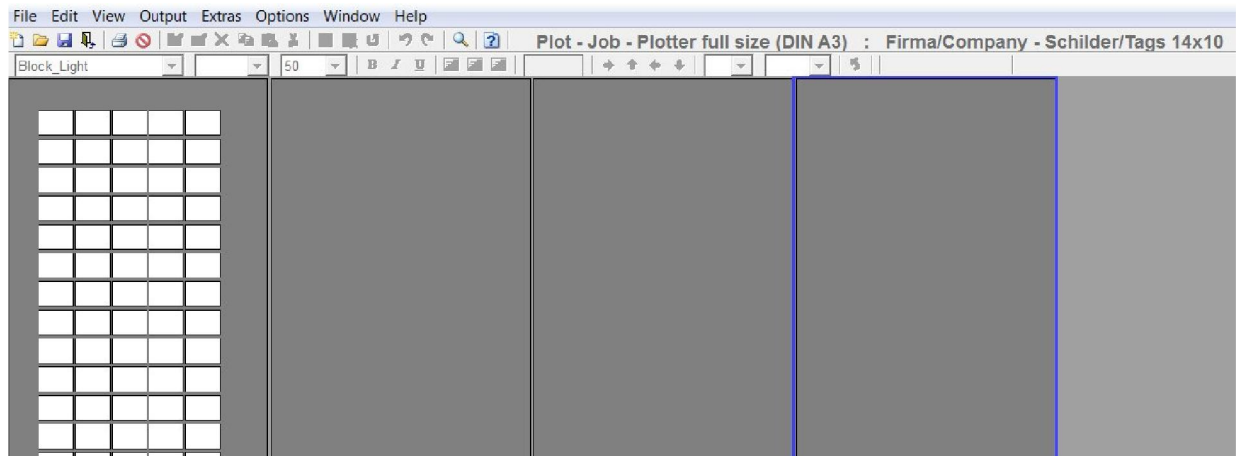 File Edit View Output Extras Options Window Help
Plot - Job - Plotter full size (DIN A3) : Firma/Company - Schilder/Tags 14x10
Block_Light 50 B I U